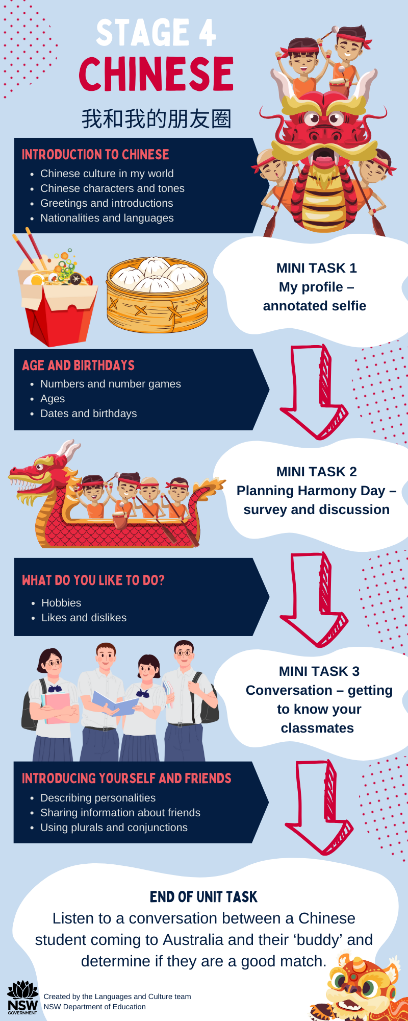 STAGE 4
CHINESE
我和我的朋友圈
INTRODUCTION TO CHINESE
• Chinese culture in my world
• Chinese characters and tones
• Greetings and introductions
• Nationalities and languages
MINI TASK 1
My profile –
annotated selfie
AGE AND BIRTHDAYS
• Numbers and number games
• Ages
• Dates and birthdays
MINI TASK 2
Planning Harmony Day –
survey and discussion
WHAT DO YOU LIKE TO DO?
• Hobbies
• Likes and dislikes
MINI TASK 3
Conversation – getting
to know your
classmates
INTRODUCING YOURSELF AND FRIENDS
• Describing personalities
• Sharing information about friends
• Using plurals and conjunctions
END OF UNIT TASK
Listen to a conversation between a Chinese
student coming to Australia and their ‘buddy’ and
determine if they are a good match.
NSW
GOVERNMENT
Created by the Languages and Culture team
NSW Department of Education